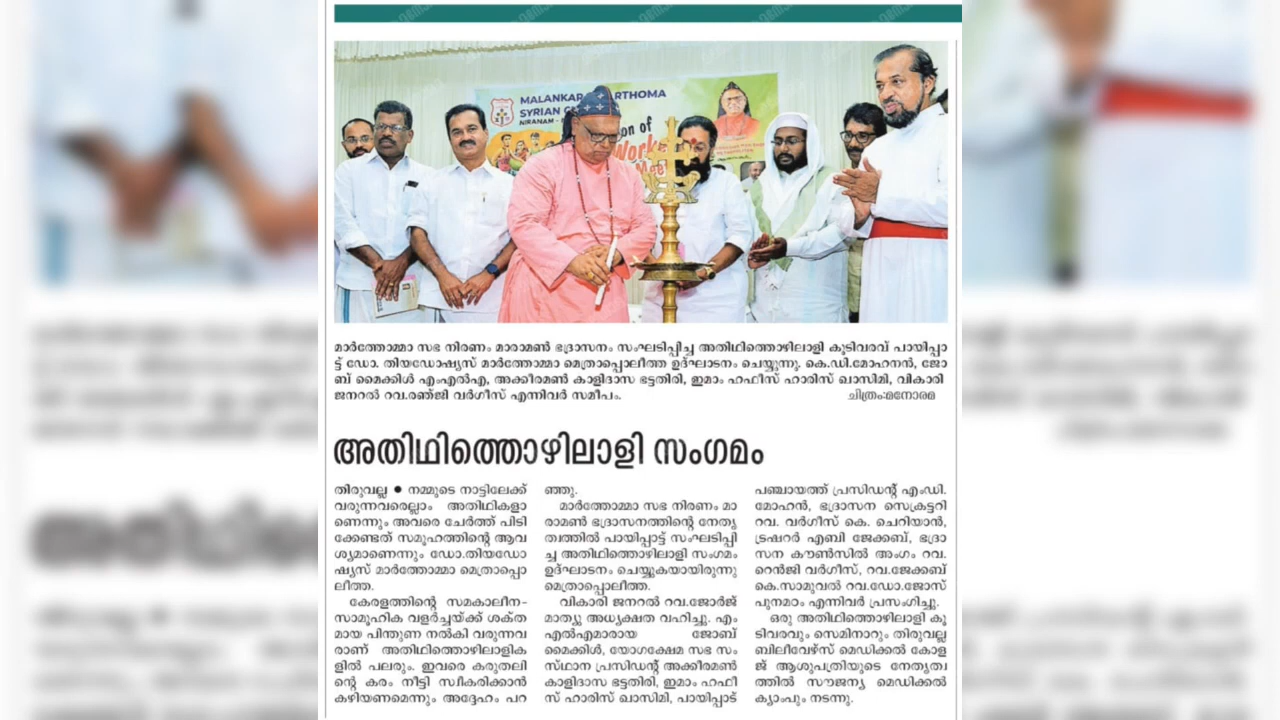 MALANKAR ARTHOMA
SYRIAN
NIRANAM -
on of
മാർത്തോമ്മാ സഭ നിരണം മാരാമൺ ഭദ്രാസനം സംഘടിപ്പിച്ച അതിഥിത്തൊഴിലാളി കൂടിവരവ് പായിപ്പാ
ട്ട് ഡോ. തിയഡോഷ്യസ് മാർത്തോമ്മാ മെത്രാപ്പൊലീത്ത ഉദ്ഘാടനം ചെയ്യുന്നു. കെ.ഡി.മോഹനൻ, ജോ
ബ് മൈക്കിൾ എംഎൽഎ, അക്കീരമൺ കാളിദാസ ഭട്ടതിരി, ഇമാം ഹഫീസ് ഹാരിസ് ഖാസിമി, വികാരി
ജനറൽ റവ.രഞ്ജി വർഗീസ് എന്നിവർ സമീപം. ചിത്രം:മനോരമ
അതിഥിത്തൊഴിലാളി സംഗമം
തിരുവല്ല ● നമ്മുടെ നാട്ടിലേക്ക്
വരുന്നവരെല്ലാം അതിഥികളാ
ണെന്നും അവരെ ചേർത്ത് പിടി
ക്കേണ്ടത് സമൂഹത്തിന്റെ ആവ
ശ്യമാണെന്നും ഡോ.തിയഡോ
ഷ്യസ് മാർത്തോമ്മാ മെത്രാപ്പൊ
ലീത്ത.
കേരളത്തിന്റെ സമകാലീന-
സാമൂഹിക വളർച്ചയ്ക്ക് ശക്ത
മായ പിന്തുണ നൽകി വരുന്നവ
രാണ് അതിഥിത്തൊഴിലാളിക
ളിൽ പലരും. ഇവരെ കരുതലി
ന്റെ കരം നീട്ടി സ്വീകരിക്കാൻ
കഴിയണമെന്നും അദ്ദേഹം പറ
ഞ്ഞു.
മാർത്തോമ്മാ സഭ നിരണം മാ
രാമൺ ഭദ്രാസനത്തിന്റെ നേതൃ
ത്വത്തിൽ പായിപ്പാട്ട് സംഘടിപ്പി
ച്ച അതിഥിത്തൊഴിലാളി സംഗമം
ഉദ്ഘാടനം ചെയ്യുകയായിരുന്നു
മെത്രാപ്പൊലീത്ത.
വികാരി ജനറൽ റവ.ജോർജ്
മാത്യു അധ്യക്ഷത വഹിച്ചു. എം
എൽഎമാരായ ജോബ്
മൈക്കിൾ, യോഗക്ഷേമ സഭ സം
സ്ഥാന പ്രസിഡന്റ് അക്കീരമൺ
കാളിദാസ ഭട്ടതിരി, ഇമാം ഹഫീ
സ് ഹാരിസ് ഖാസിമി, പായിപ്പാട്
പഞ്ചായത്ത് പ്രസിഡന്റ് എം.ഡി.
മോഹൻ, ഭദ്രാസന സെക്രട്ടറി
റവ. വർഗീസ് കെ. ചെറിയാൻ,
ട്രഷറർ എബി ജേക്കബ്, ഭദ്രാ
സന കൗൺസിൽ അംഗം റവ.
റെൻജി വർഗീസ്, റവ.ജേക്കബ്
കെ.സാമുവൽ റവ.ഡോ.ജോസ്
പുനമഠം എന്നിവർ പ്രസംഗിച്ചു.
ഒരു അതിഥിത്തൊഴിലാളി കൂ
ടിവരവും സെമിനാറും തിരുവല്ല
ബിലീവേഴ്സ് മെഡിക്കൽ കോള
ജ് ആശുപത്രിയുടെ നേതൃത്വ
ത്തിൽ സൗജന്യ മെഡിക്കൽ
ക്യാംപും നടന്നു.